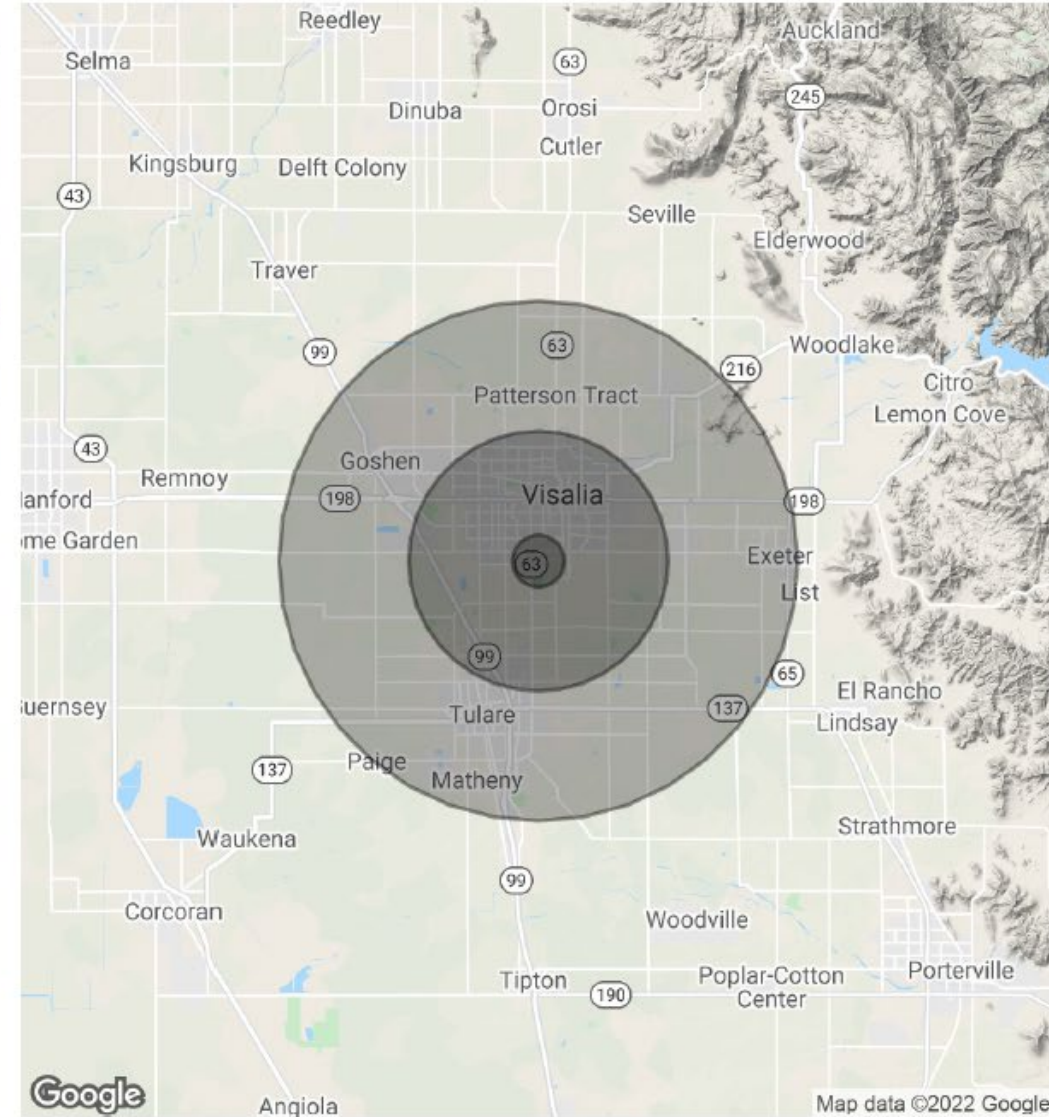 Reedley
Auckland
Selma
63
245
Dinuba
Orosi
Cutler
Kingsburg
Delft Colony
43
Seville
Elderwood
Traver
63
99
Woodlake
216
Citro
Patterson Tract
Lemon Cove
43
Goshen
Remnoy
198
Visalia
198
anford
ome Garden
Exeter
63
List
99
65
El Rancho
uernsey
Tulare
137
Lindsay
Paige
137
Matheny
Strathmore
Waukena
99
Corcoran
Woodville
Tipton
190
Poplar-Cotton
Center
Porterville
Google
Angiola
Map data ©2022 Google